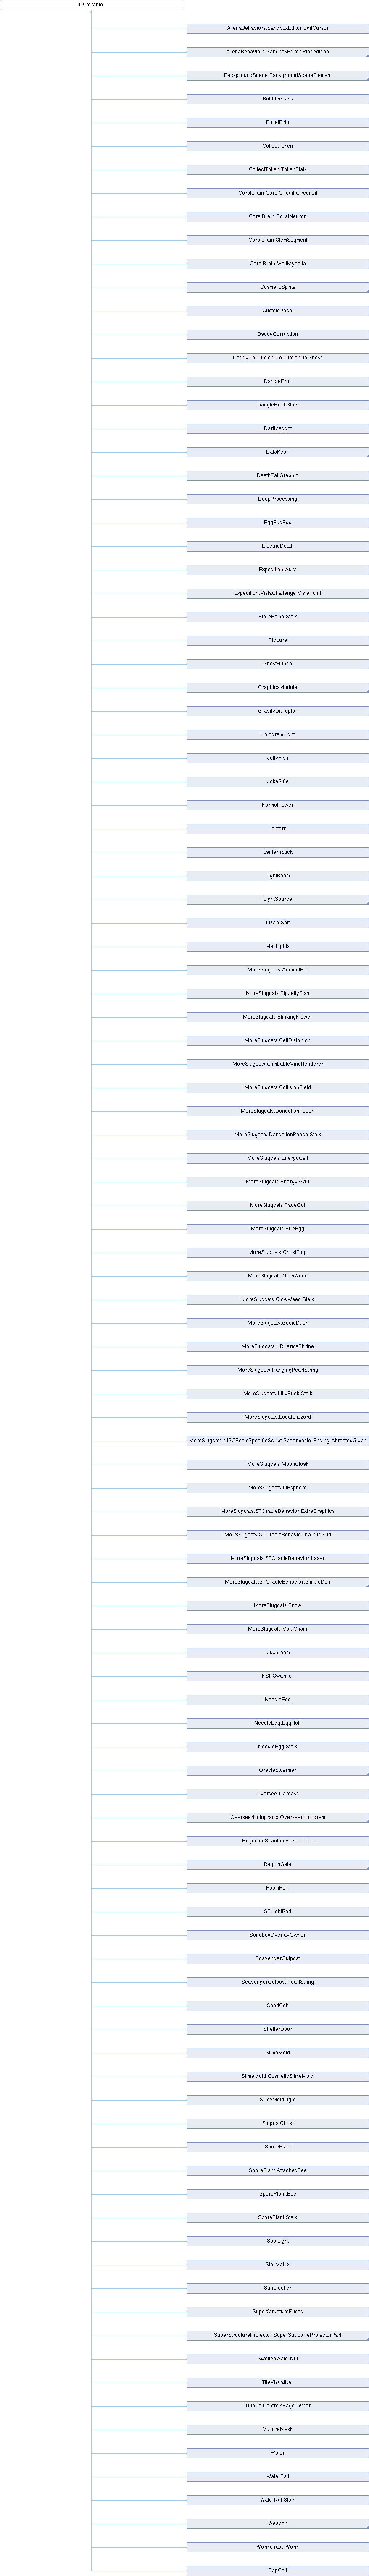 IDrawable
ArenaBehaviors.SandboxEditor.EditCursor
ArenaBehaviors.SandboxEditor.PlacedIcon
BackgroundScene.BackgroundSceneElement
BubbleGrass
BulletDrip
CollectToken
CollectToken.TokenStalk
CoralBrain.CoralCircuit.CircuitBit
CoralBrain.CoralNeuron
CoralBrain.StemSegment
CoralBrain.WallMycelia
CosmeticSprite
CustomDecal
DaddyCorruption
DaddyCorruption.CorruptionDarkness
DangleFruit
DangleFruit.Stalk
DartMaggot
DataPearl
DeathFallGraphic
DeepProcessing
EggBugEgg
ElectricDeath
Expedition.Aura
Expedition.VistaChallenge.VistaPoint
FlareBomb.Stalk
FlyLure
GhostHunch
GraphicsModule
GravityDisruptor
HologramLight
JellyFish
JokeRifle
KarmaFlower
Lantern
LanternStick
LightBeam
LightSource
LizardSpit
MeltLights
MoreSlugcats.AncientBot
MoreSlugcats.BigJellyFish
MoreSlugcats.BlinkingFlower
MoreSlugcats.CellDistortion
MoreSlugcats.ClimbableVineRenderer
MoreSlugcats.CollisionField
MoreSlugcats.DandelionPeach
MoreSlugcats.DandelionPeach.Stalk
MoreSlugcats.EnergyCell
MoreSlugcats.EnergySwirl
MoreSlugcats.FadeOut
MoreSlugcats.FireEgg
MoreSlugcats.GhostPing
MoreSlugcats.GlowWeed
MoreSlugcats.GlowWeed.Stalk
MoreSlugcats.GooieDuck
MoreSlugcats.HRKarmaShrine
MoreSlugcats.HangingPearlString
MoreSlugcats.LillyPuck.Stalk
MoreSlugcats.LocalBlizzard
MoreSlugcats.MSCRoomSpecificScript.SpearmasterEnding.AttractedGlyph
MoreSlugcats.MoonCloak
MoreSlugcats.OEsphere
MoreSlugcats.STOracleBehavior.ExtraGraphics
MoreSlugcats.STOracleBehavior.KarmicGrid
MoreSlugcats.STOracleBehavior.Laser
MoreSlugcats.STOracleBehavior.SimpleDan
MoreSlugcats.Snow
MoreSlugcats.VoidChain
Mushroom
NSHSwarmer
NeedleEgg
NeedleEgg.EggHalf
NeedleEgg.Stalk
OracleSwarmer
OverseerCarcass
OverseerHolograms.OverseerHologram
ProjectedScanLines.ScanLine
RegionGate
RoomRain
SSLightRod
SandboxOverlayOwner
ScavengerOutpost
ScavengerOutpost.PearlString
SeedCob
ShelterDoor
SlimeMold
SlimeMold.CosmeticSlimeMold
SlimeMoldLight
SlugcatGhost
SporePlant
SporePlant.AttachedBee
SporePlant.Bee
SporePlant.Stalk
SpotLight
StarMatrix
SunBlocker
SuperStructureFuses
SuperStructureProjector.SuperStructureProjectorPart
SwollenWaterNut
TileVisualizer
TutorialControlsPageOwner
VultureMask
Water
WaterFall
WaterNut.Stalk
Weapon
WormGrass.Worm
ZapCoil